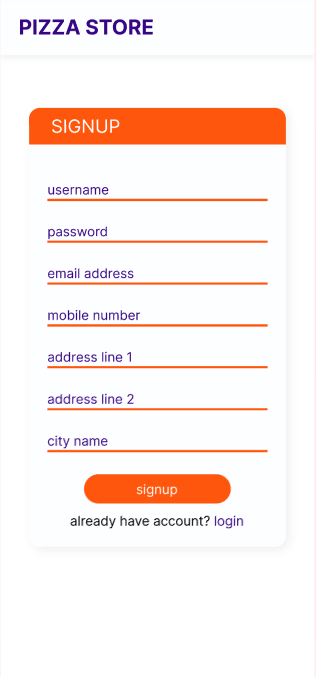 PIZZA STORE
SIGNUP
username
password
email address
mobile number
address line 1
address line 2
city name
signup
already have account? login